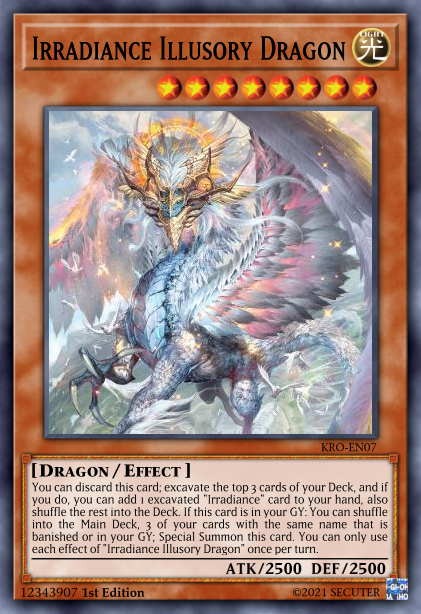 Irradiance Illusory Dragon
LIGHT
光
KRO-EN07
[Dragon / Effect ]
You can discard this card; excavate the top 3 cards of your Deck, and if
you do, you can add 1 excavated "Irradiance" card to your hand, also
shuffle the rest into the Deck. If this card is in your GY: You can shuffle
into the Main Deck, 3 of your cards with the same name that is
banished or in your GY; Special Summon this card. You can only use
each effect of "Irradiance Illusory Dragon" once per turn.
ATK/2500 DEF/2500
12343907 1st Edition
©2021 SECUTER